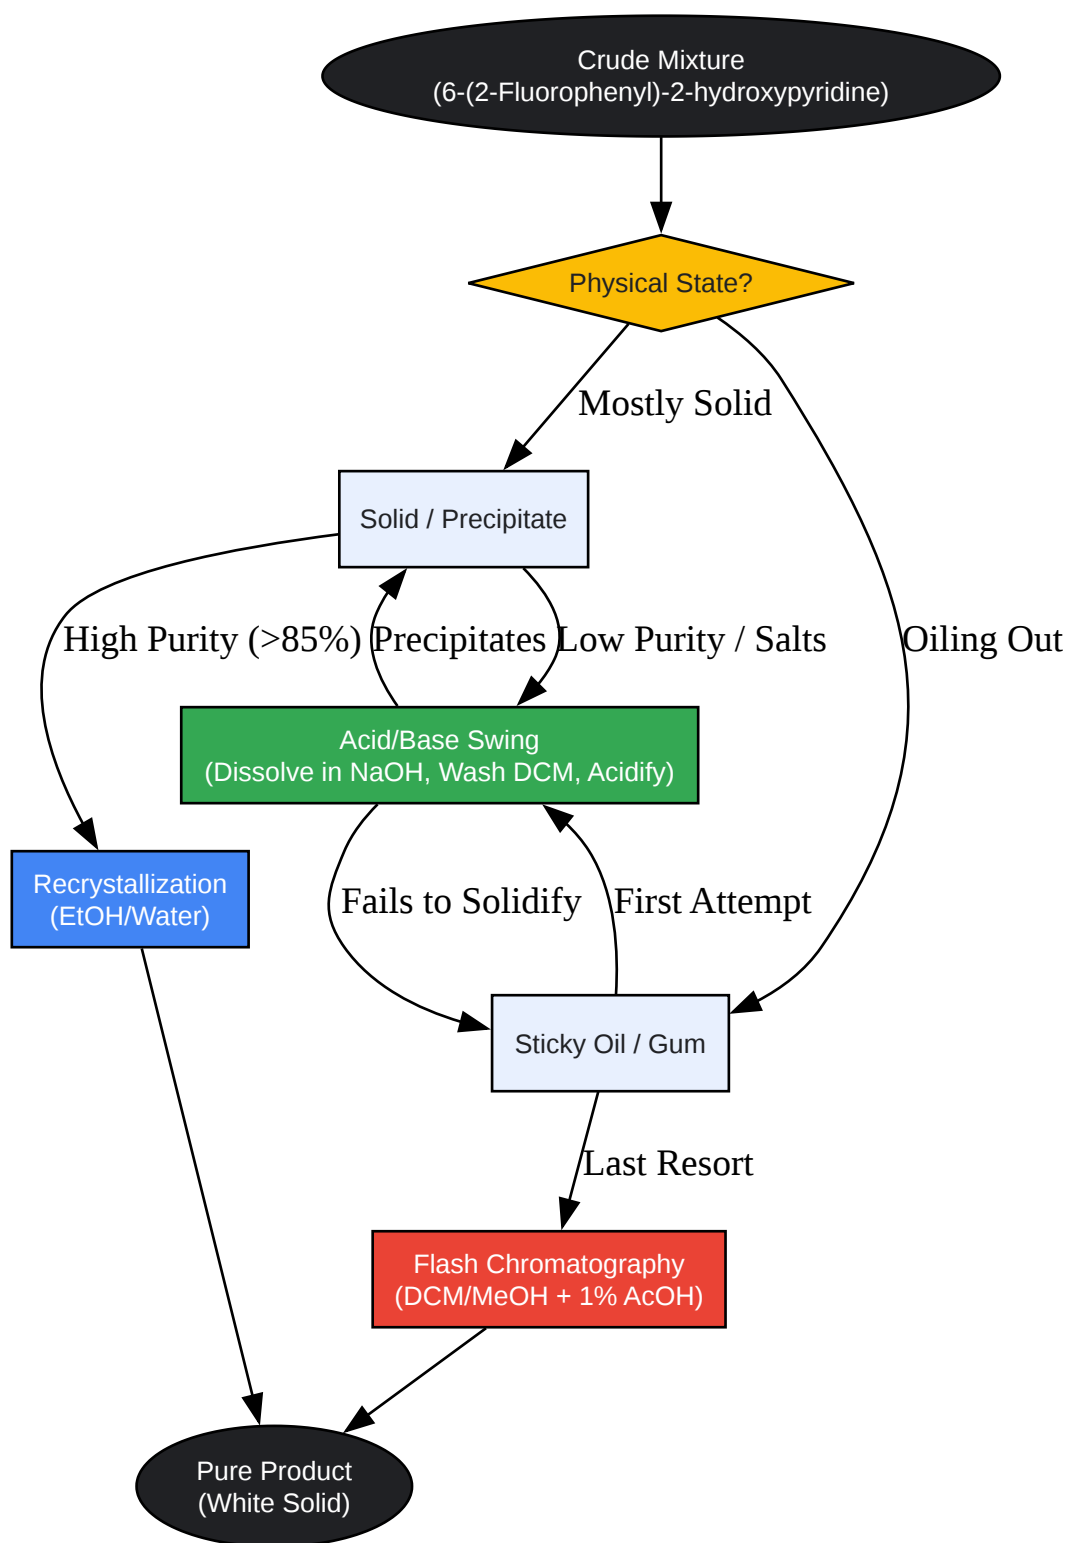 Crude Mixture
(6-(2-Fluorophenyl)-2-hydroxypyridine)
Physical State?
Mostly Solid
Solid / Precipitate
High Purity (>85%)
Precipitates
Low Purity / Salts
Oiling Out
Acid/Base Swing
(Dissolve in NaOH, Wash DCM, Acidify)
Recrystallization
(EtOH/Water)
Fails to Solidify
First Attempt
Sticky Oil / Gum
Last Resort
Flash Chromatography
(DCM/MeOH + 1% AcOH)
Pure Product
(White Solid)